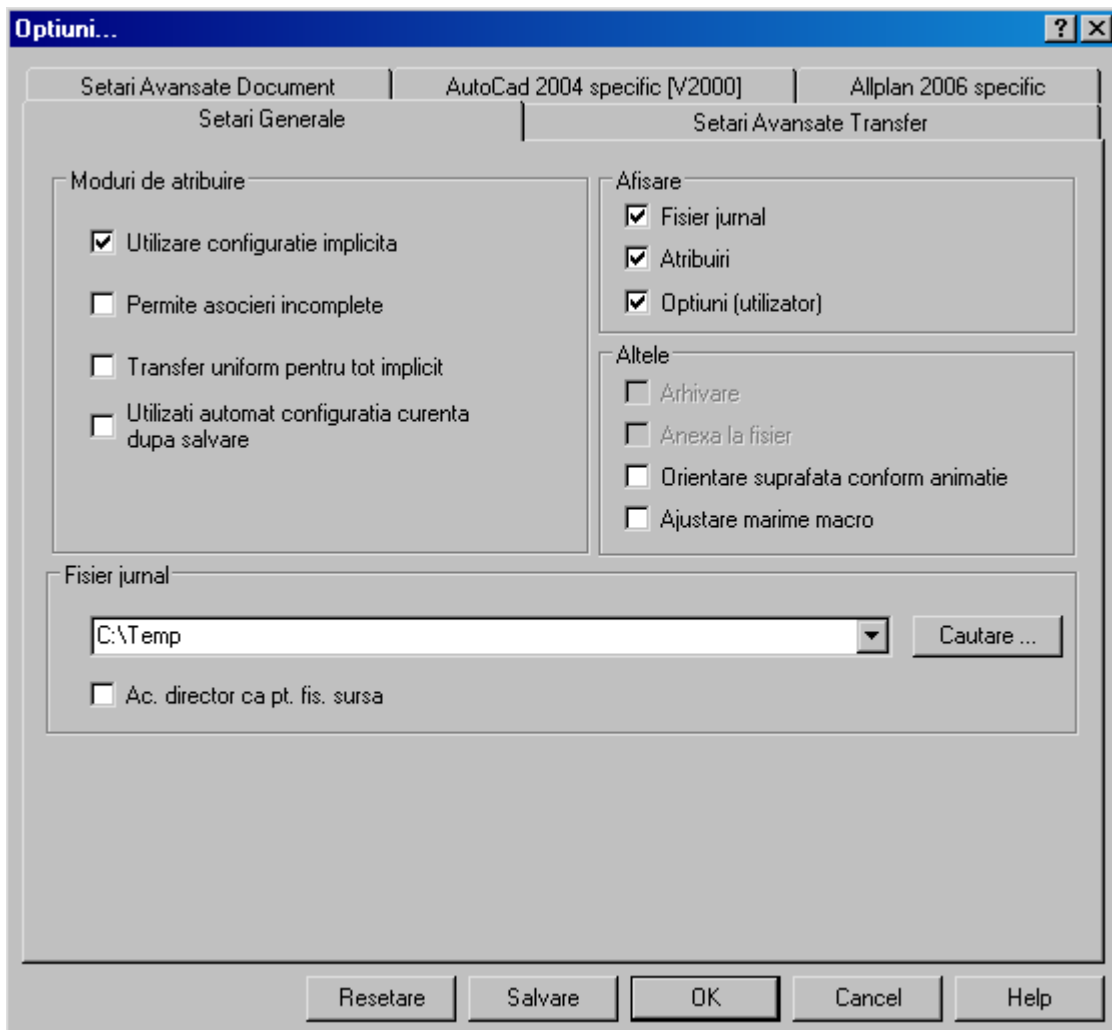 Optiuni...
Setari Avansate Document
AutoCad 2004 specific [V2000]
Allplan 2006 specific
Setari Generale
Setari Avansate Transfer
Moduri de atribuire
Utilizare configuratie implicita
Permite asocieri incomplete
Transfer uniform pentru tot implicit
Utilizati automat configuratia curenta
dupa salvare
Afisare
Fisier jurnal
Atribuiri
Optiuni (utilizator)
Altele
Arhivare
Anexa la fisier
Orientare suprafata conform animatie
Ajustare marime macro
Fisier jurnal
C:\Temp
Cautare ...
Ac. director ca pt. fis. sursa
Resetare
Salvare
OK
Cancel
Help